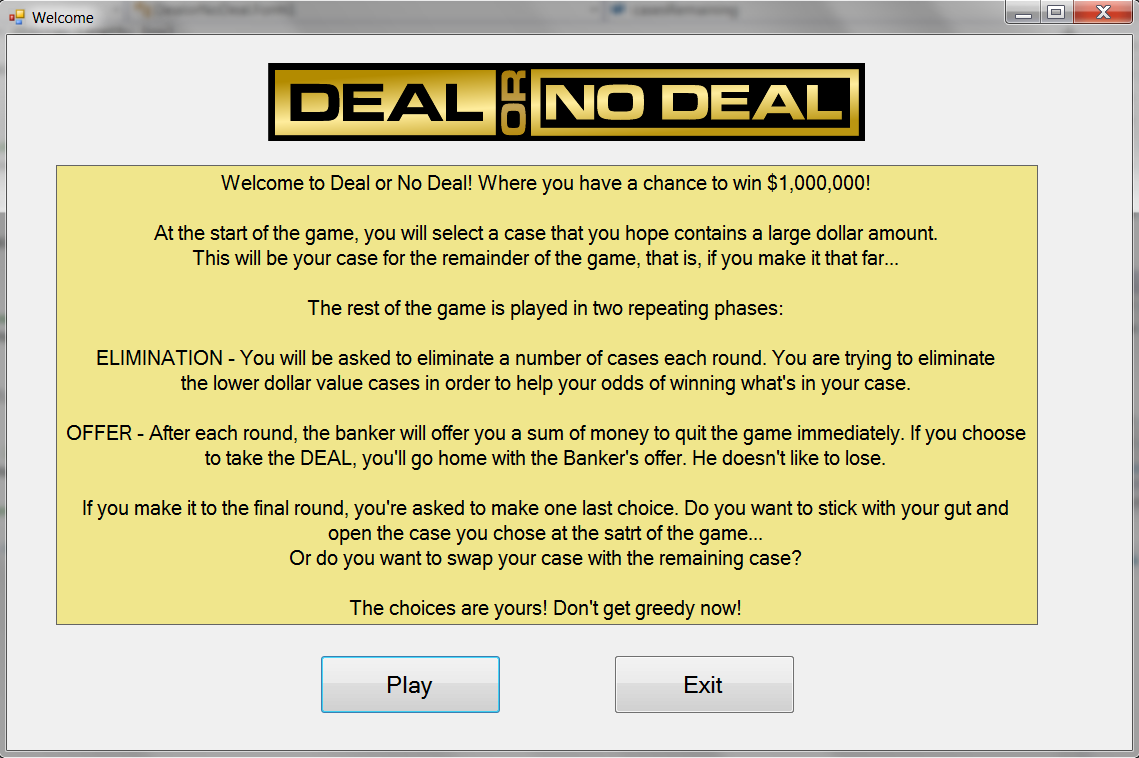 Welcome
DEAL OR NO DEAL
Welcome to Deal or No Deal! Where you have a chance to win $1,000,000!
At the start of the game, you will select a case that you hope contains a large dollar amount.
This will be your case for the remainder of the game, that is, if you make it that far...
The rest of the game is played in two repeating phases:
ELIMINATION - You will be asked to eliminate a number of cases each round. You are trying to eliminate
the lower dollar value cases in order to help your odds of winning what's in your case.
OFFER - After each round, the banker will offer you a sum of money to quit the game immediately. If you choose
to take the DEAL, you'll go home with the Banker's offer. He doesn't like to lose.
If you make it to the final round, you're asked to make one last choice. Do you want to stick with your gut and
open the case you chose at the satrt of the game...
Or do you want to swap your case with the remaining case?
The choices are yours! Don't get greedy now!
Play
Exit